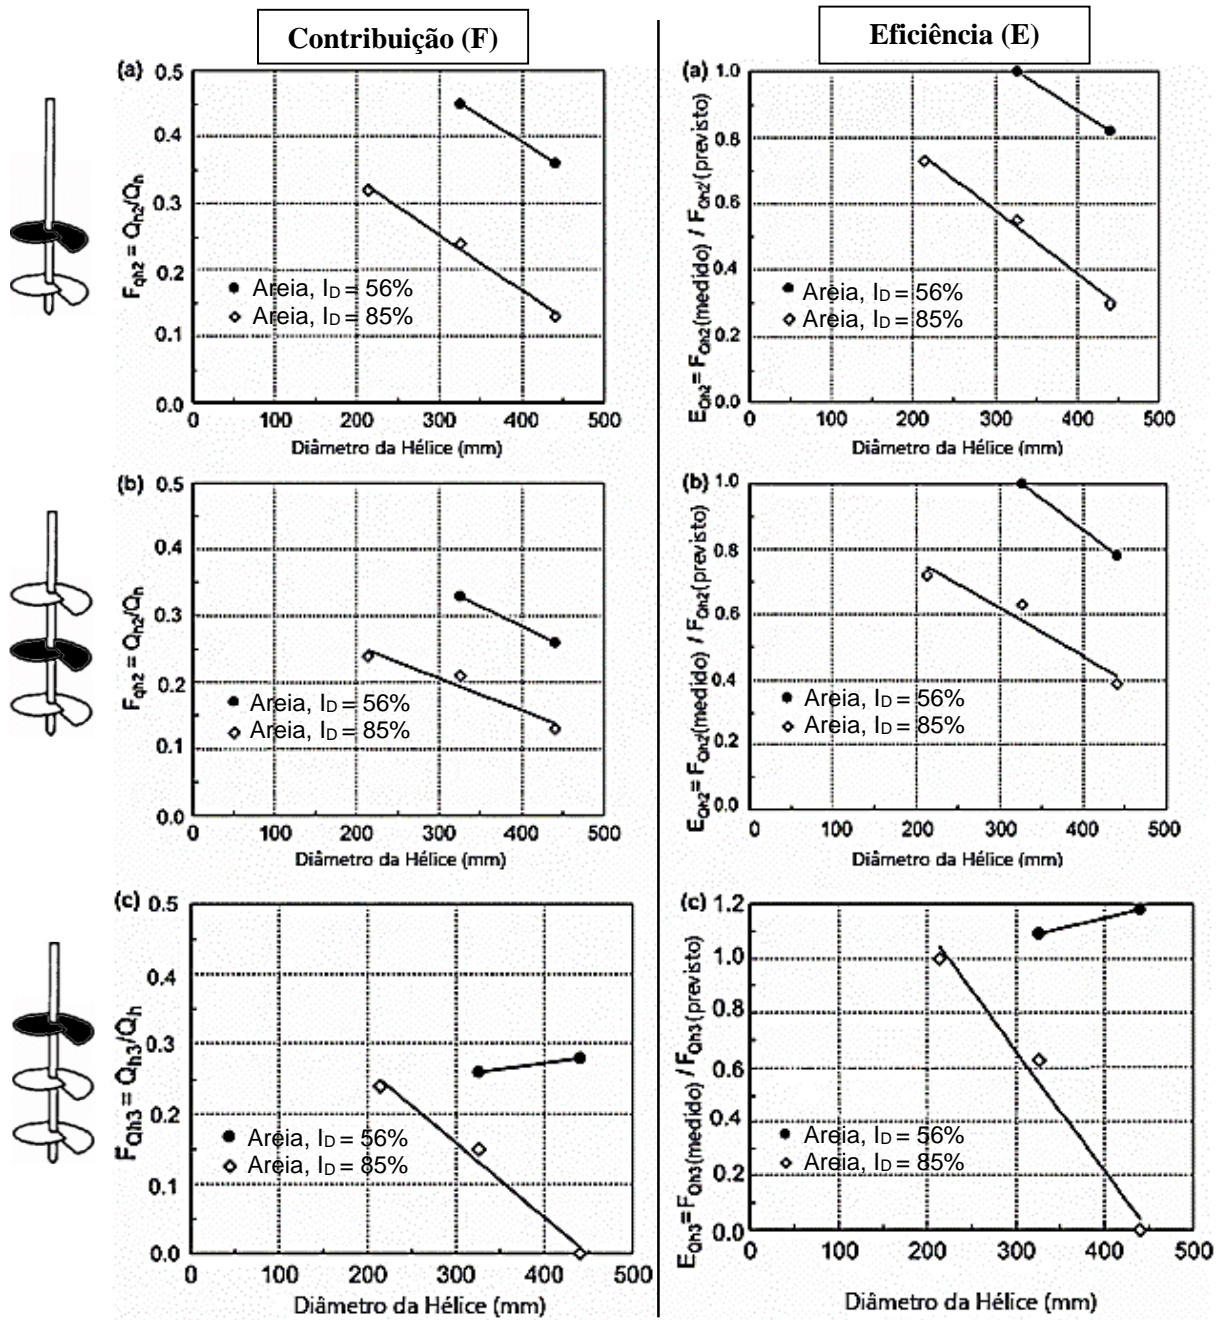 Contribuição (F)
Eficiência (E)
(a)
0.5
0.4
0.3
0.2
0.1
0.0
F_qh2 = Q_h2/Q_h
● Areia, I_D = 56%
◇ Areia, I_D = 85%
0 100 200 300 400 500
Diâmetro da Hélice (mm)
(a)
1.0
0.8
0.6
0.4
0.2
0.0
E_Qh2 = F_Qh2(medido) / F_Qh2(previsto)
● Areia, I_D = 56%
◇ Areia, I_D = 85%
0 100 200 300 400 500
Diâmetro da Hélice (mm)
(b)
0.5
0.4
0.3
0.2
0.1
0.0
F_qh2 = Q_h2/Q_h
● Areia, I_D = 56%
◇ Areia, I_D = 85%
0 100 200 300 400 500
Diâmetro da Hélice (mm)
(b)
1.0
0.8
0.6
0.4
0.2
0.0
E_Qh2 = F_Qh2(medido) / F_Qh2(previsto)
● Areia, I_D = 56%
◇ Areia, I_D = 85%
0 100 200 300 400 500
Diâmetro da Hélice (mm)
(c)
0.5
0.4
0.3
0.2
0.1
0.0
F_Qh3 = Q_h3/Q_h
● Areia, I_D = 56%
◇ Areia, I_D = 85%
0 100 200 300 400 500
Diâmetro da Hélice (mm)
(c)
1.2
1.0
0.8
0.6
0.4
0.2
0.0
E_Qh3 = F_Qh3(medido) / F_Qh3(previsto)
● Areia, I_D = 56%
◇ Areia, I_D = 85%
0 100 200 300 400 500
Diâmetro da Hélice (mm)